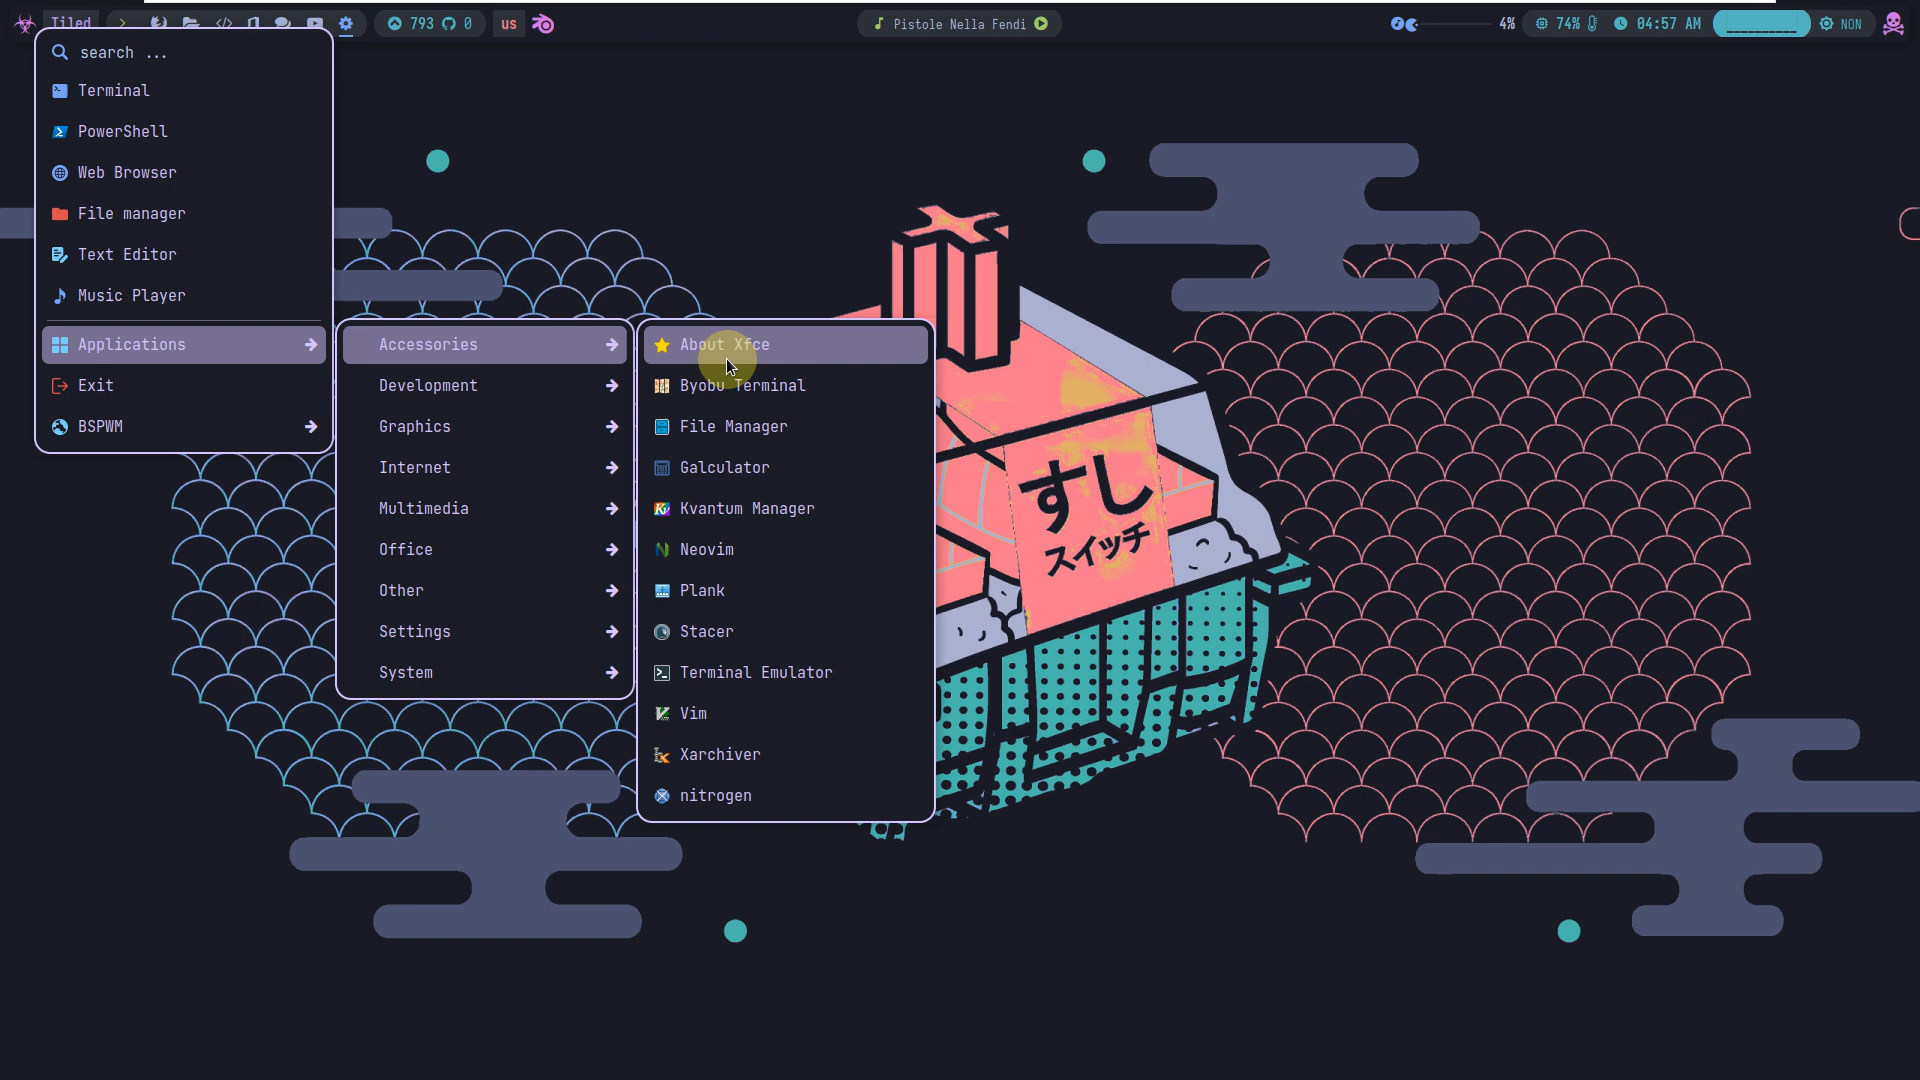 Tiled
793
0
us
Pistole Nella Fendi
4%
74%
04:57 AM
NON
search ...
Terminal
PowerShell
Web Browser
File manager
Text Editor
Music Player
Applications
Exit
BSPWM
Accessories
Development
Graphics
Internet
Multimedia
Office
Other
Settings
System
About Xfce
Byobu Terminal
File Manager
Galculator
Kvantum Manager
Neovim
Plank
Stacer
Terminal Emulator
Vim
Xarchiver
nitrogen
すし
スイッチ